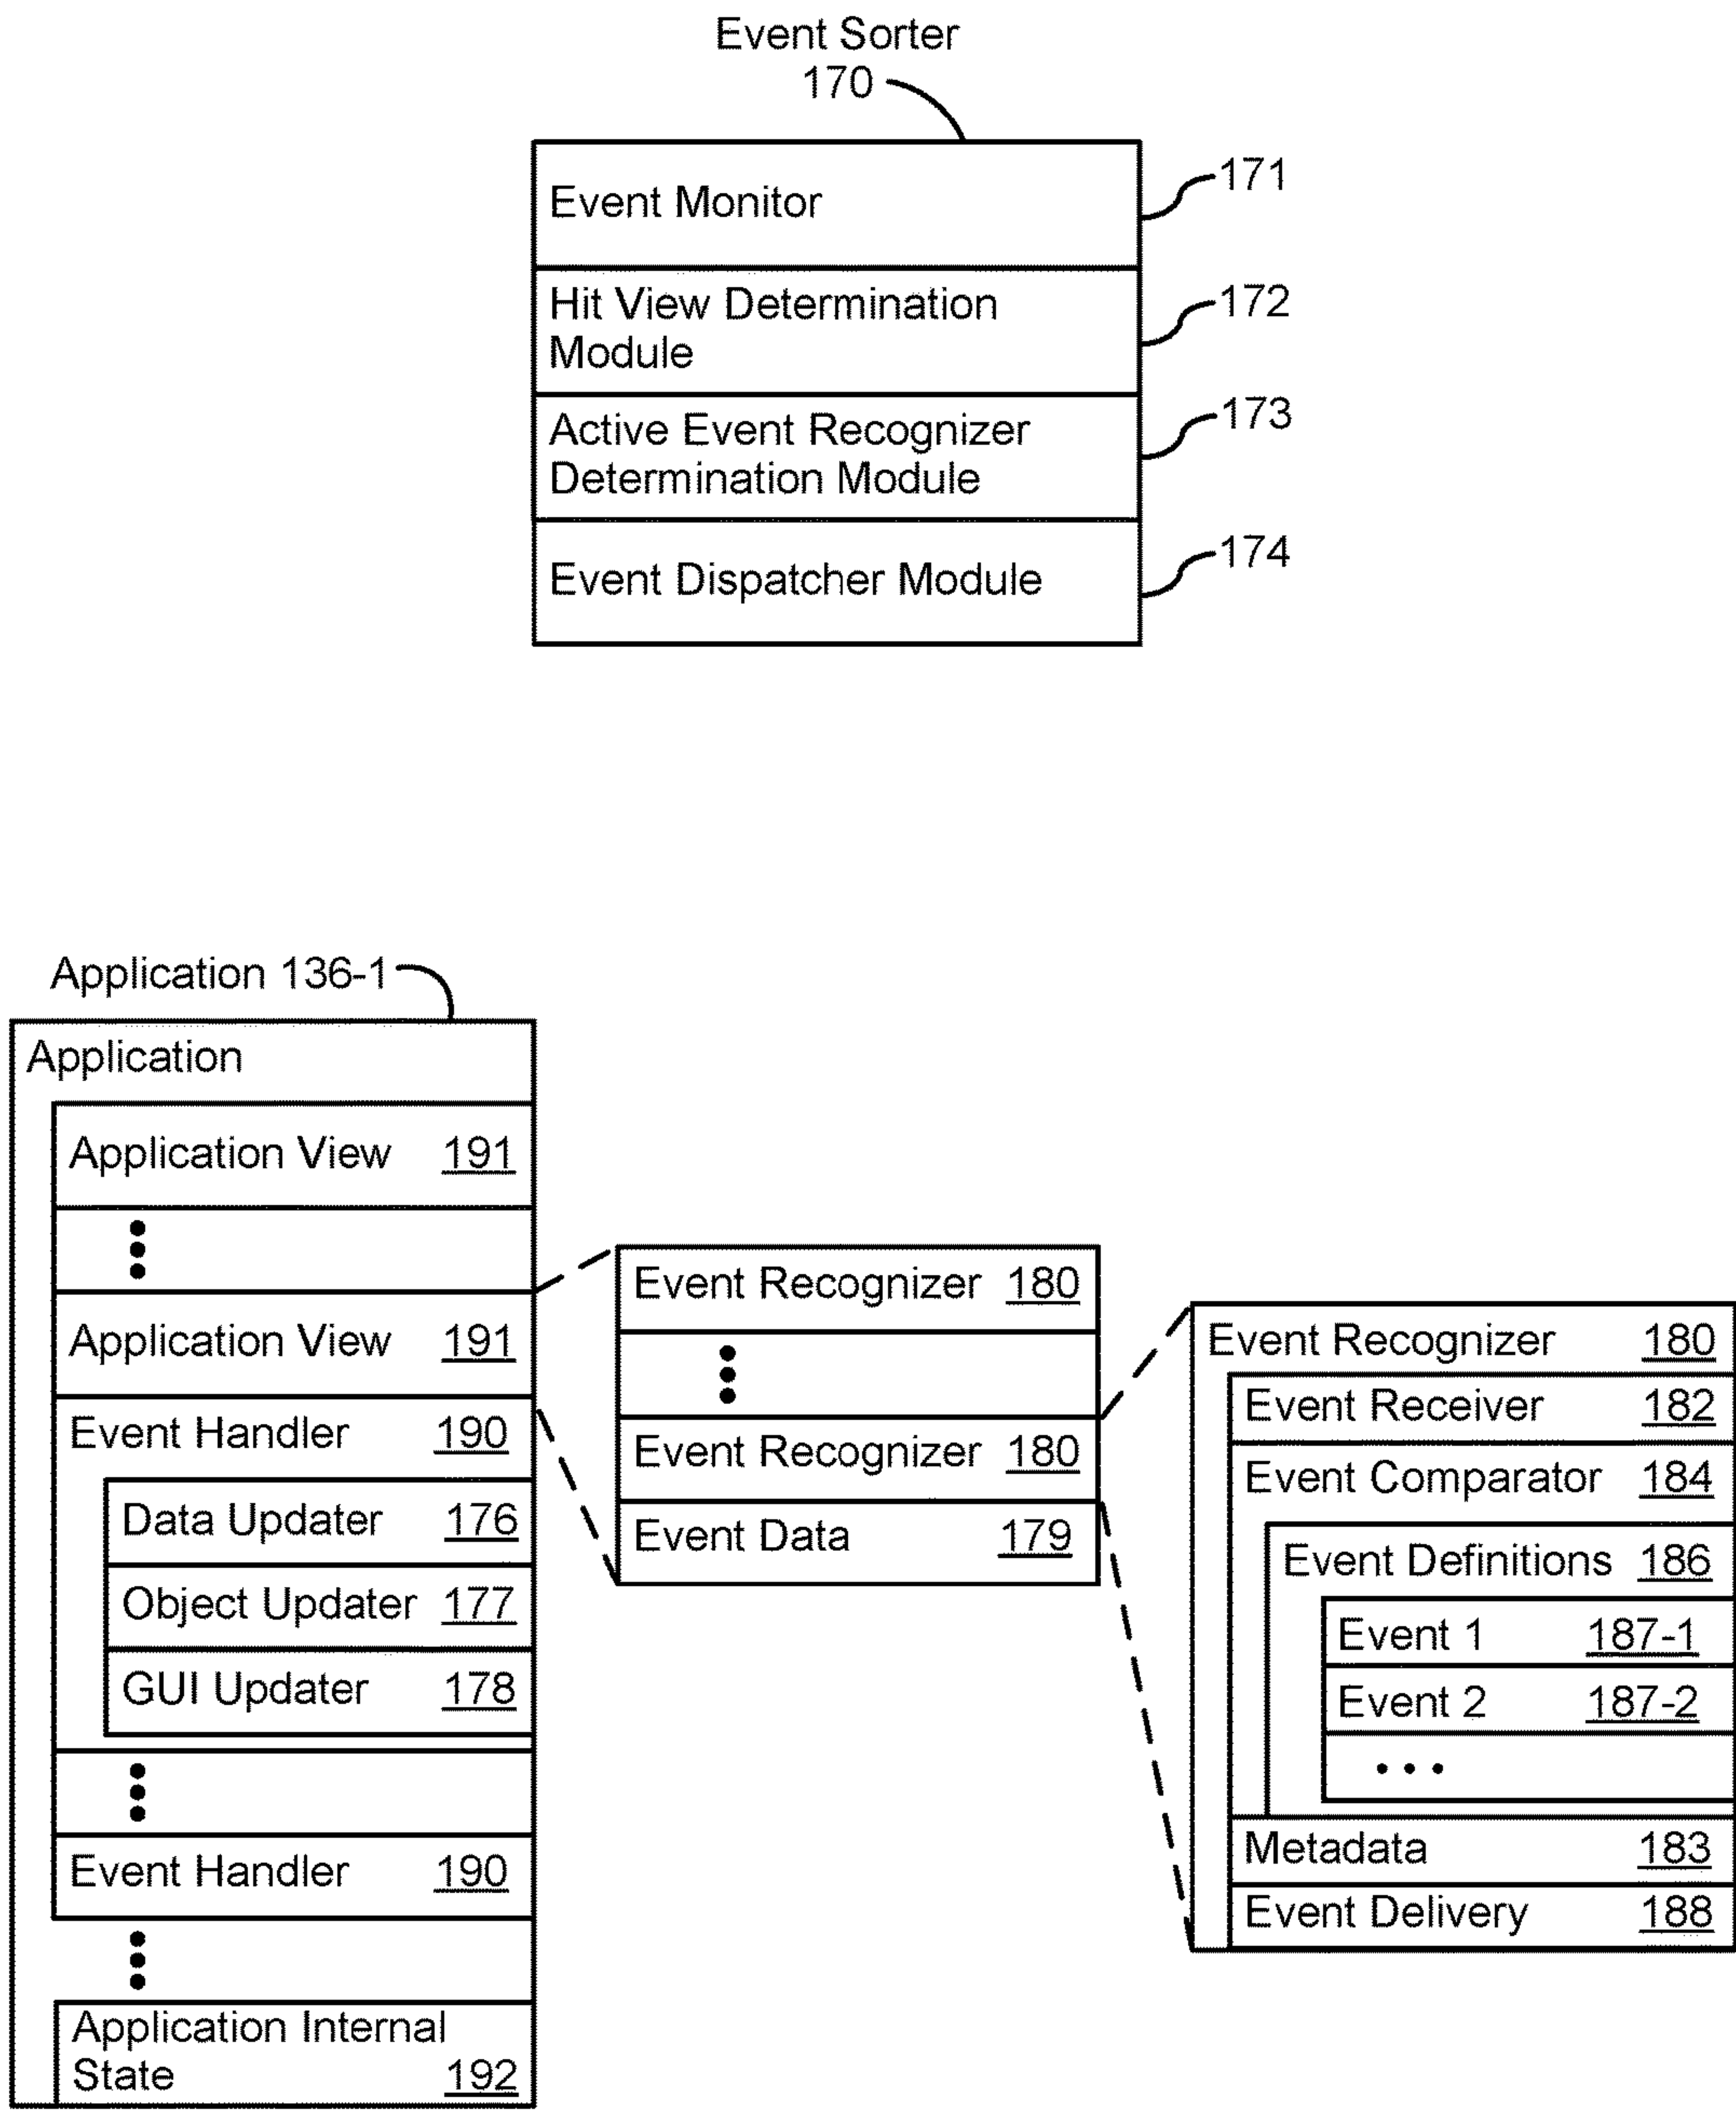 Event Sorter
170
Event Monitor
171
Hit View Determination
Module
172
Active Event Recognizer
Determination Module
173
Event Dispatcher Module
174
Application 136-1
Application
Application View 191
Application View 191
Event Handler 190
Data Updater 176
Object Updater 177
GUI Updater 178
Event Handler 190
Application Internal
State 192
Event Recognizer 180
Event Recognizer 180
Event Data 179
Event Recognizer 180
Event Receiver 182
Event Comparator 184
Event Definitions 186
Event 1 187-1
Event 2 187-2
• • •
Metadata 183
Event Delivery 188